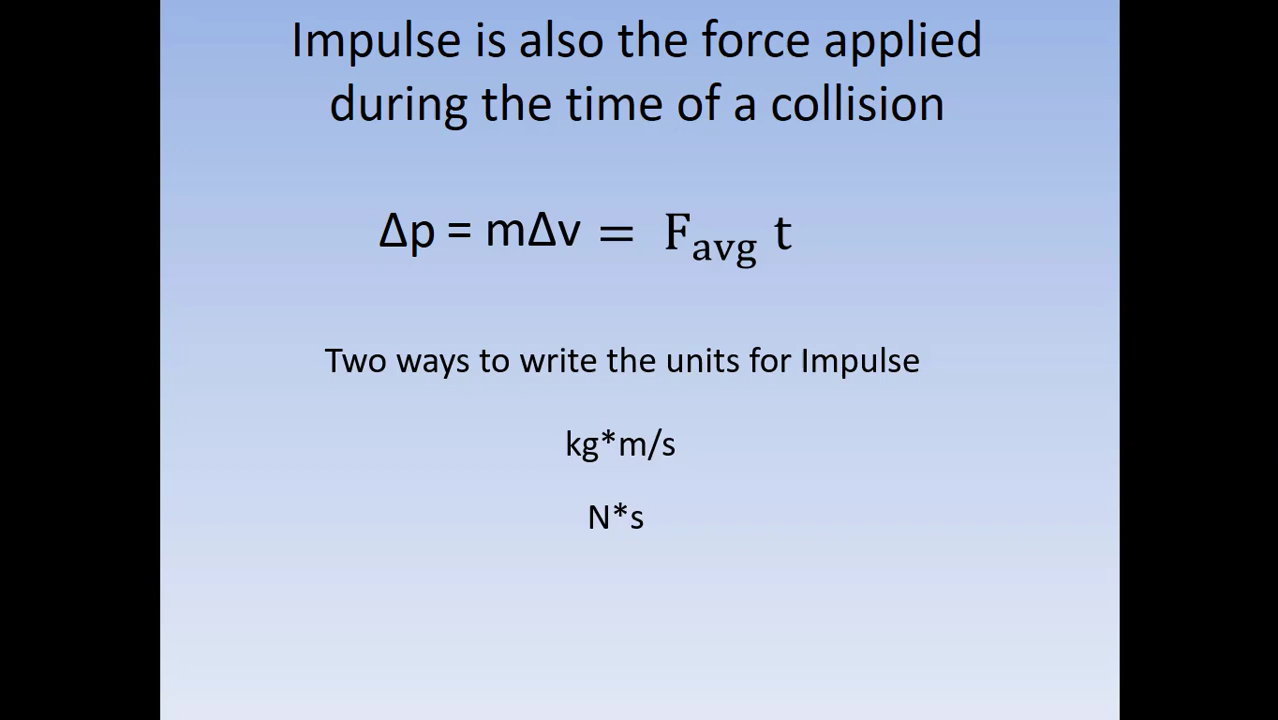 Impulse is also the force applied
during the time of a collision
Δp = mΔv = F_avg t
Two ways to write the units for Impulse
kg*m/s
N*s